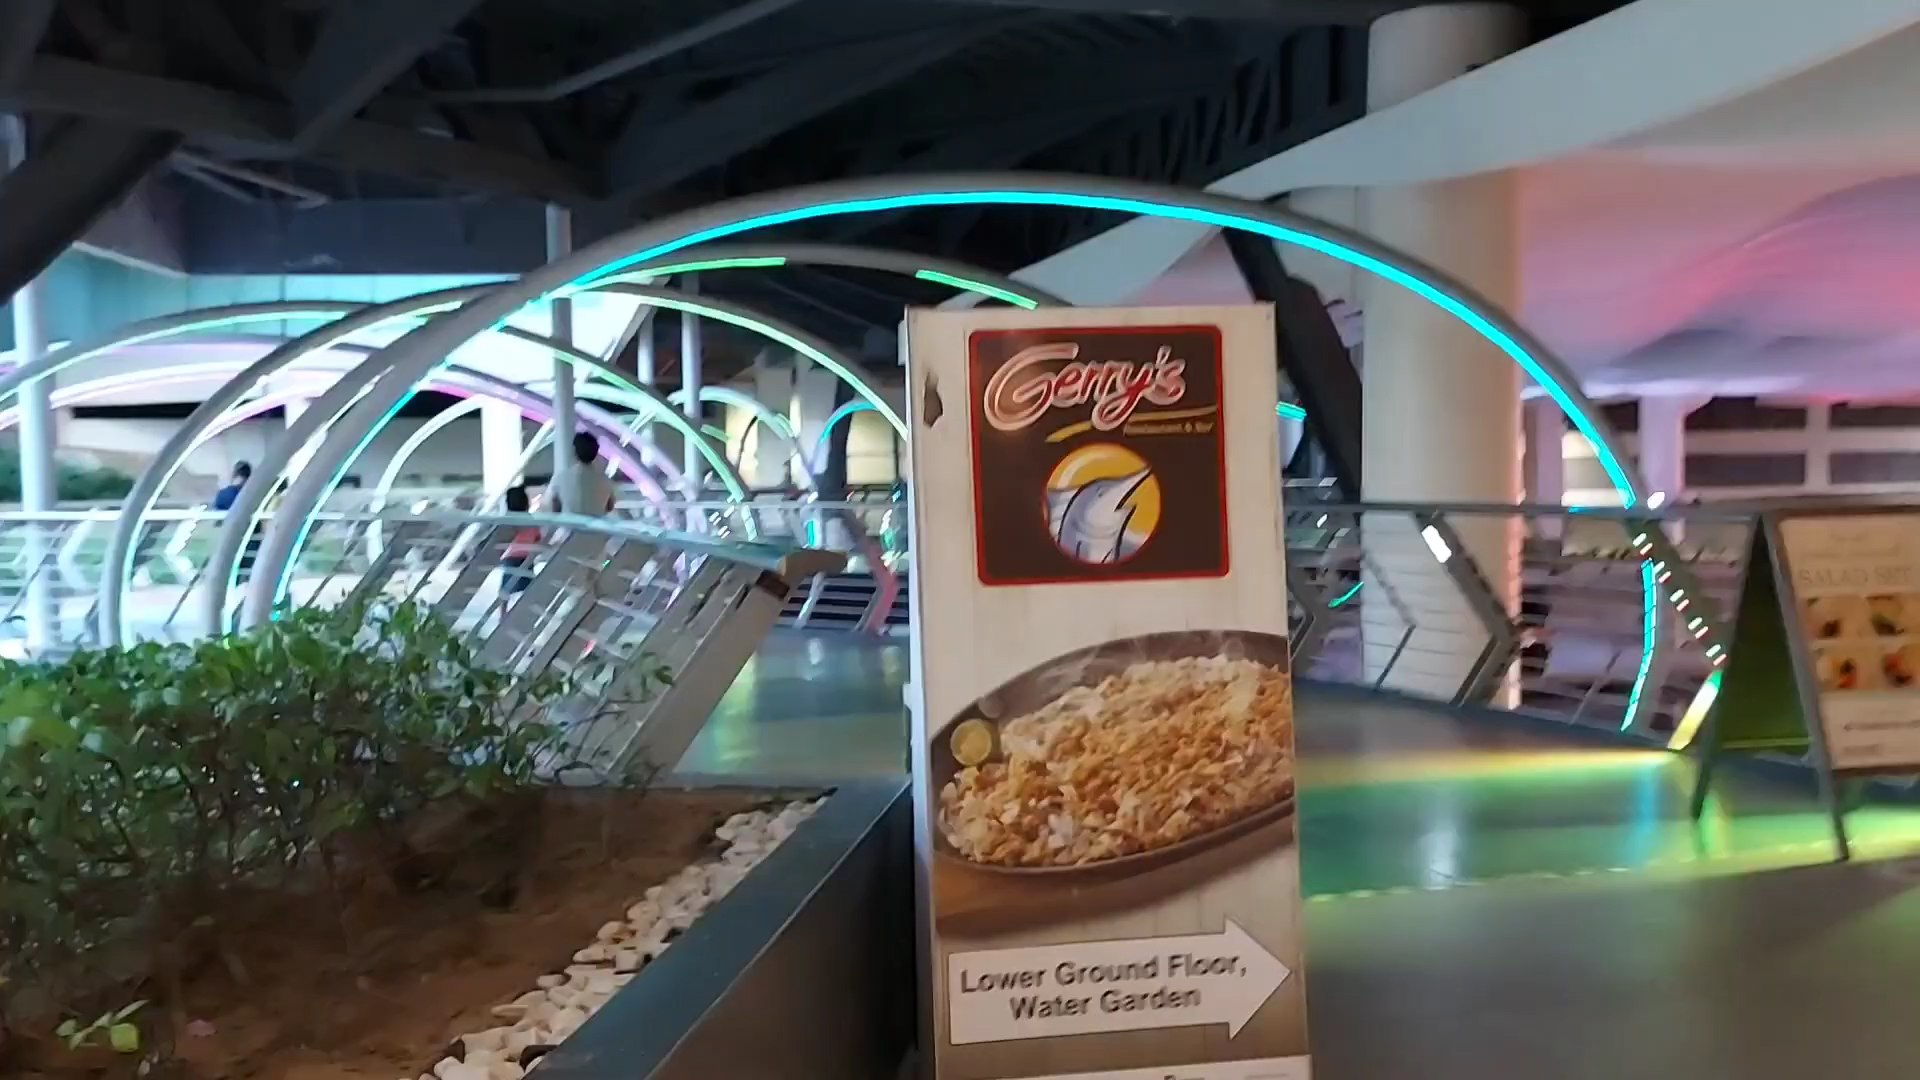 Gerry's
Restaurant & Bar
Lower Ground Floor,
Water Garden
SALAD SET